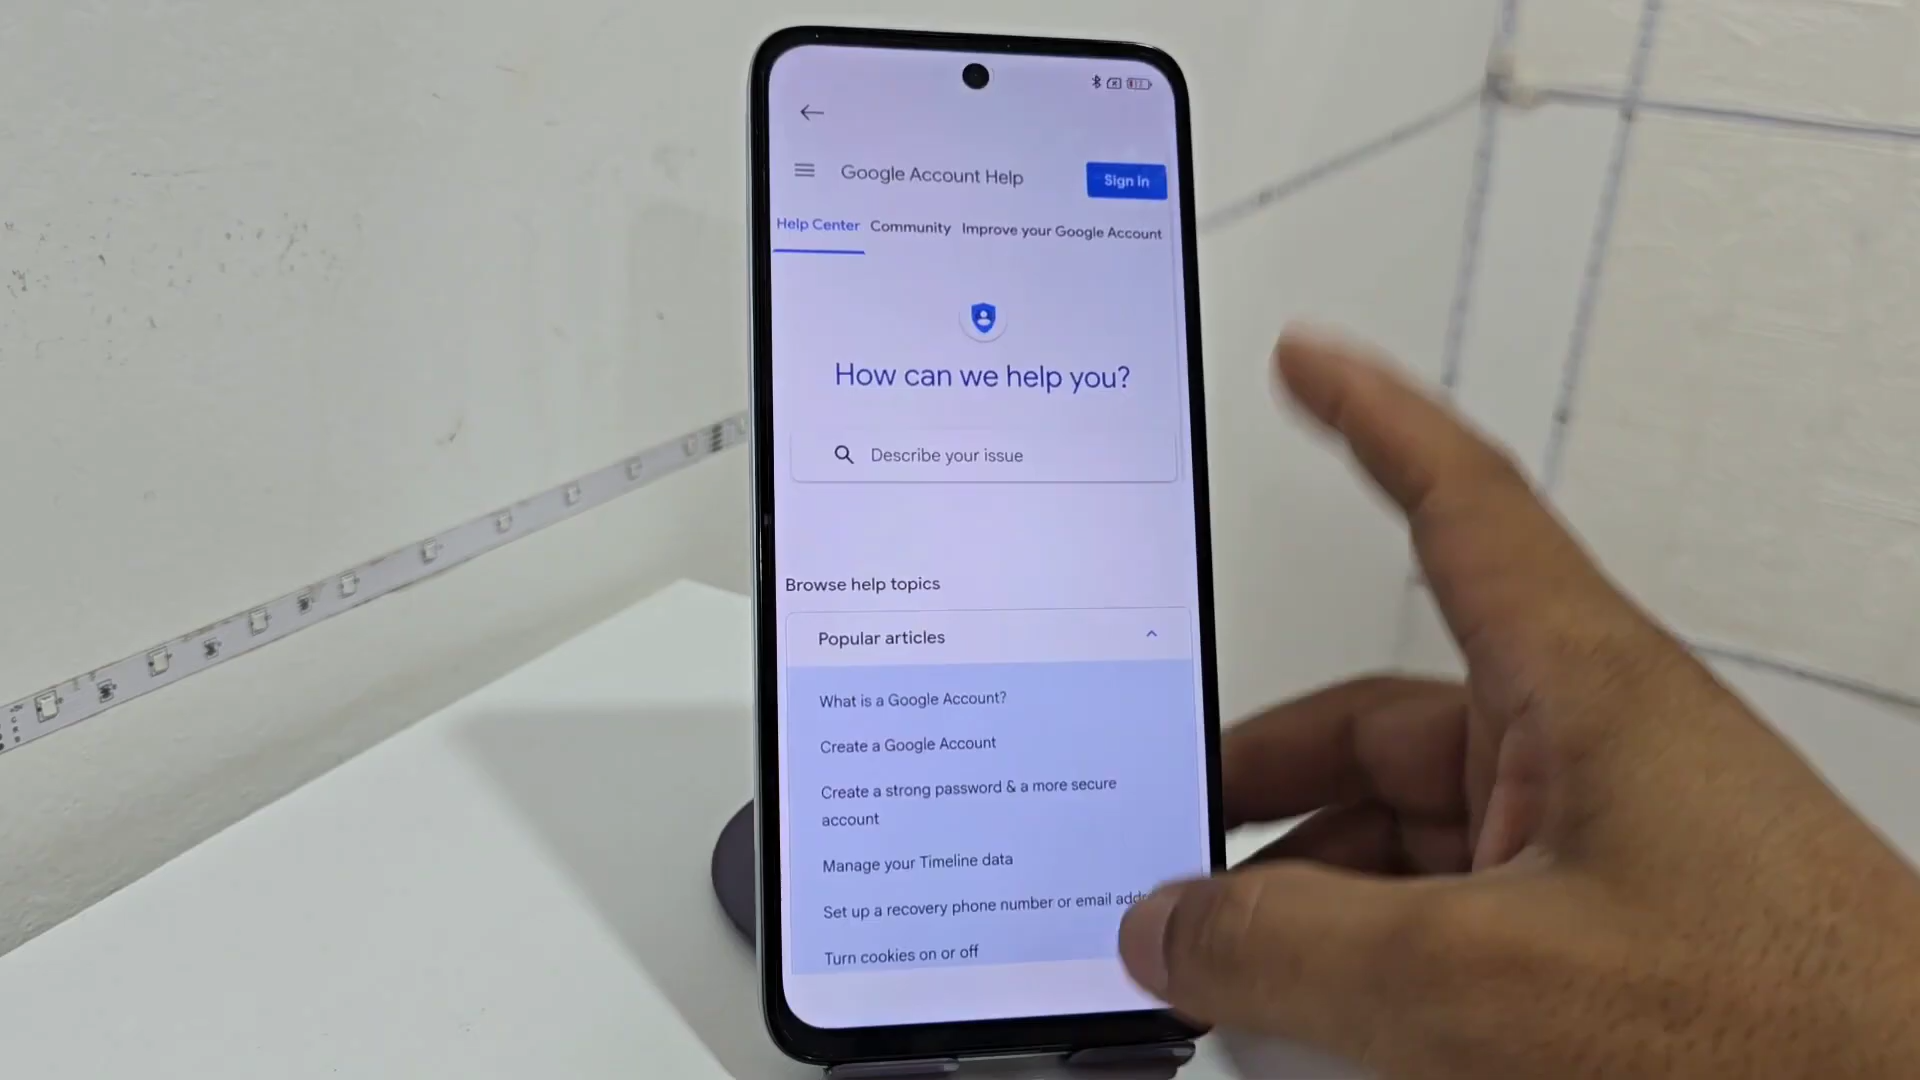 Google Account Help
Sign in
Help Center Community Improve your Google Account
How can we help you?
Describe your issue
Browse help topics
Popular articles
What is a Google Account?
Create a Google Account
Create a strong password & a more secure
account
Manage your Timeline data
Set up a recovery phone number or email
Turn cookies on or off